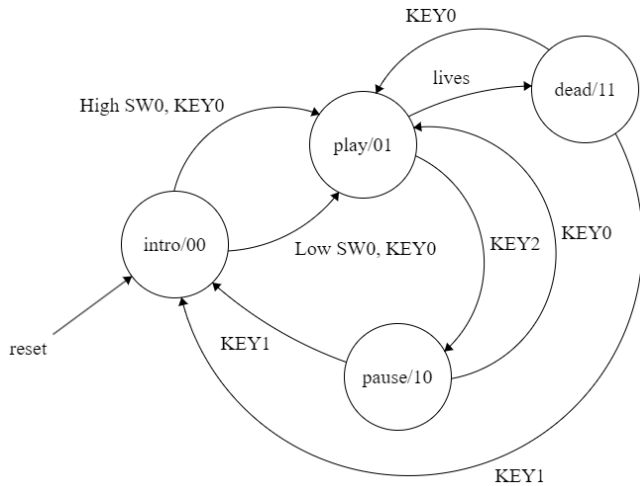 KEY0
lives
dead/11
High SW0, KEY0
play/01
intro/00
Low SW0, KEY0
KEY2
KEY0
reset
KEY1
pause/10
KEY1